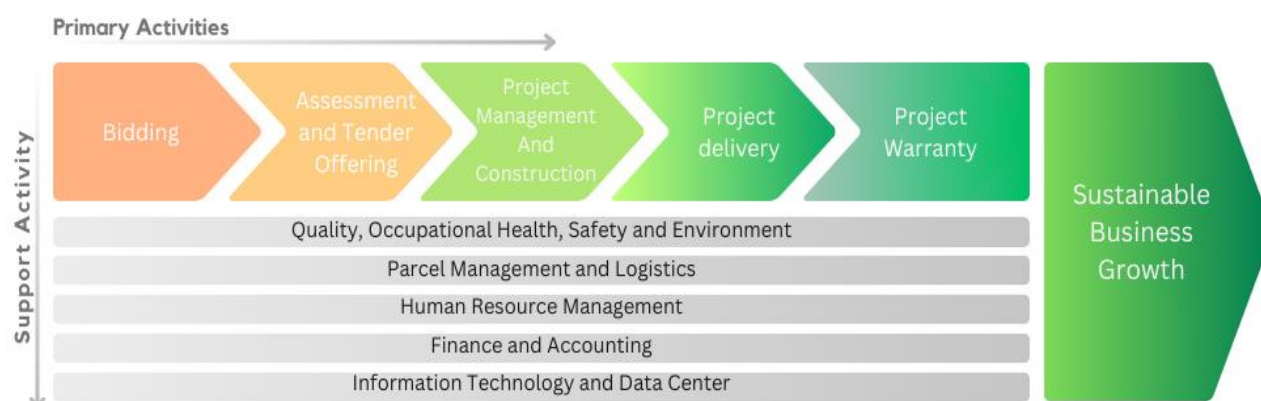 Primary Activities
Support Activity
Bidding
Assessment
and Tender
Offering
Project
Management
And
Construction
Project
delivery
Project
Warranty
Quality, Occupational Health, Safety and Environment
Parcel Management and Logistics
Human Resource Management
Finance and Accounting
Information Technology and Data Center
Sustainable
Business
Growth